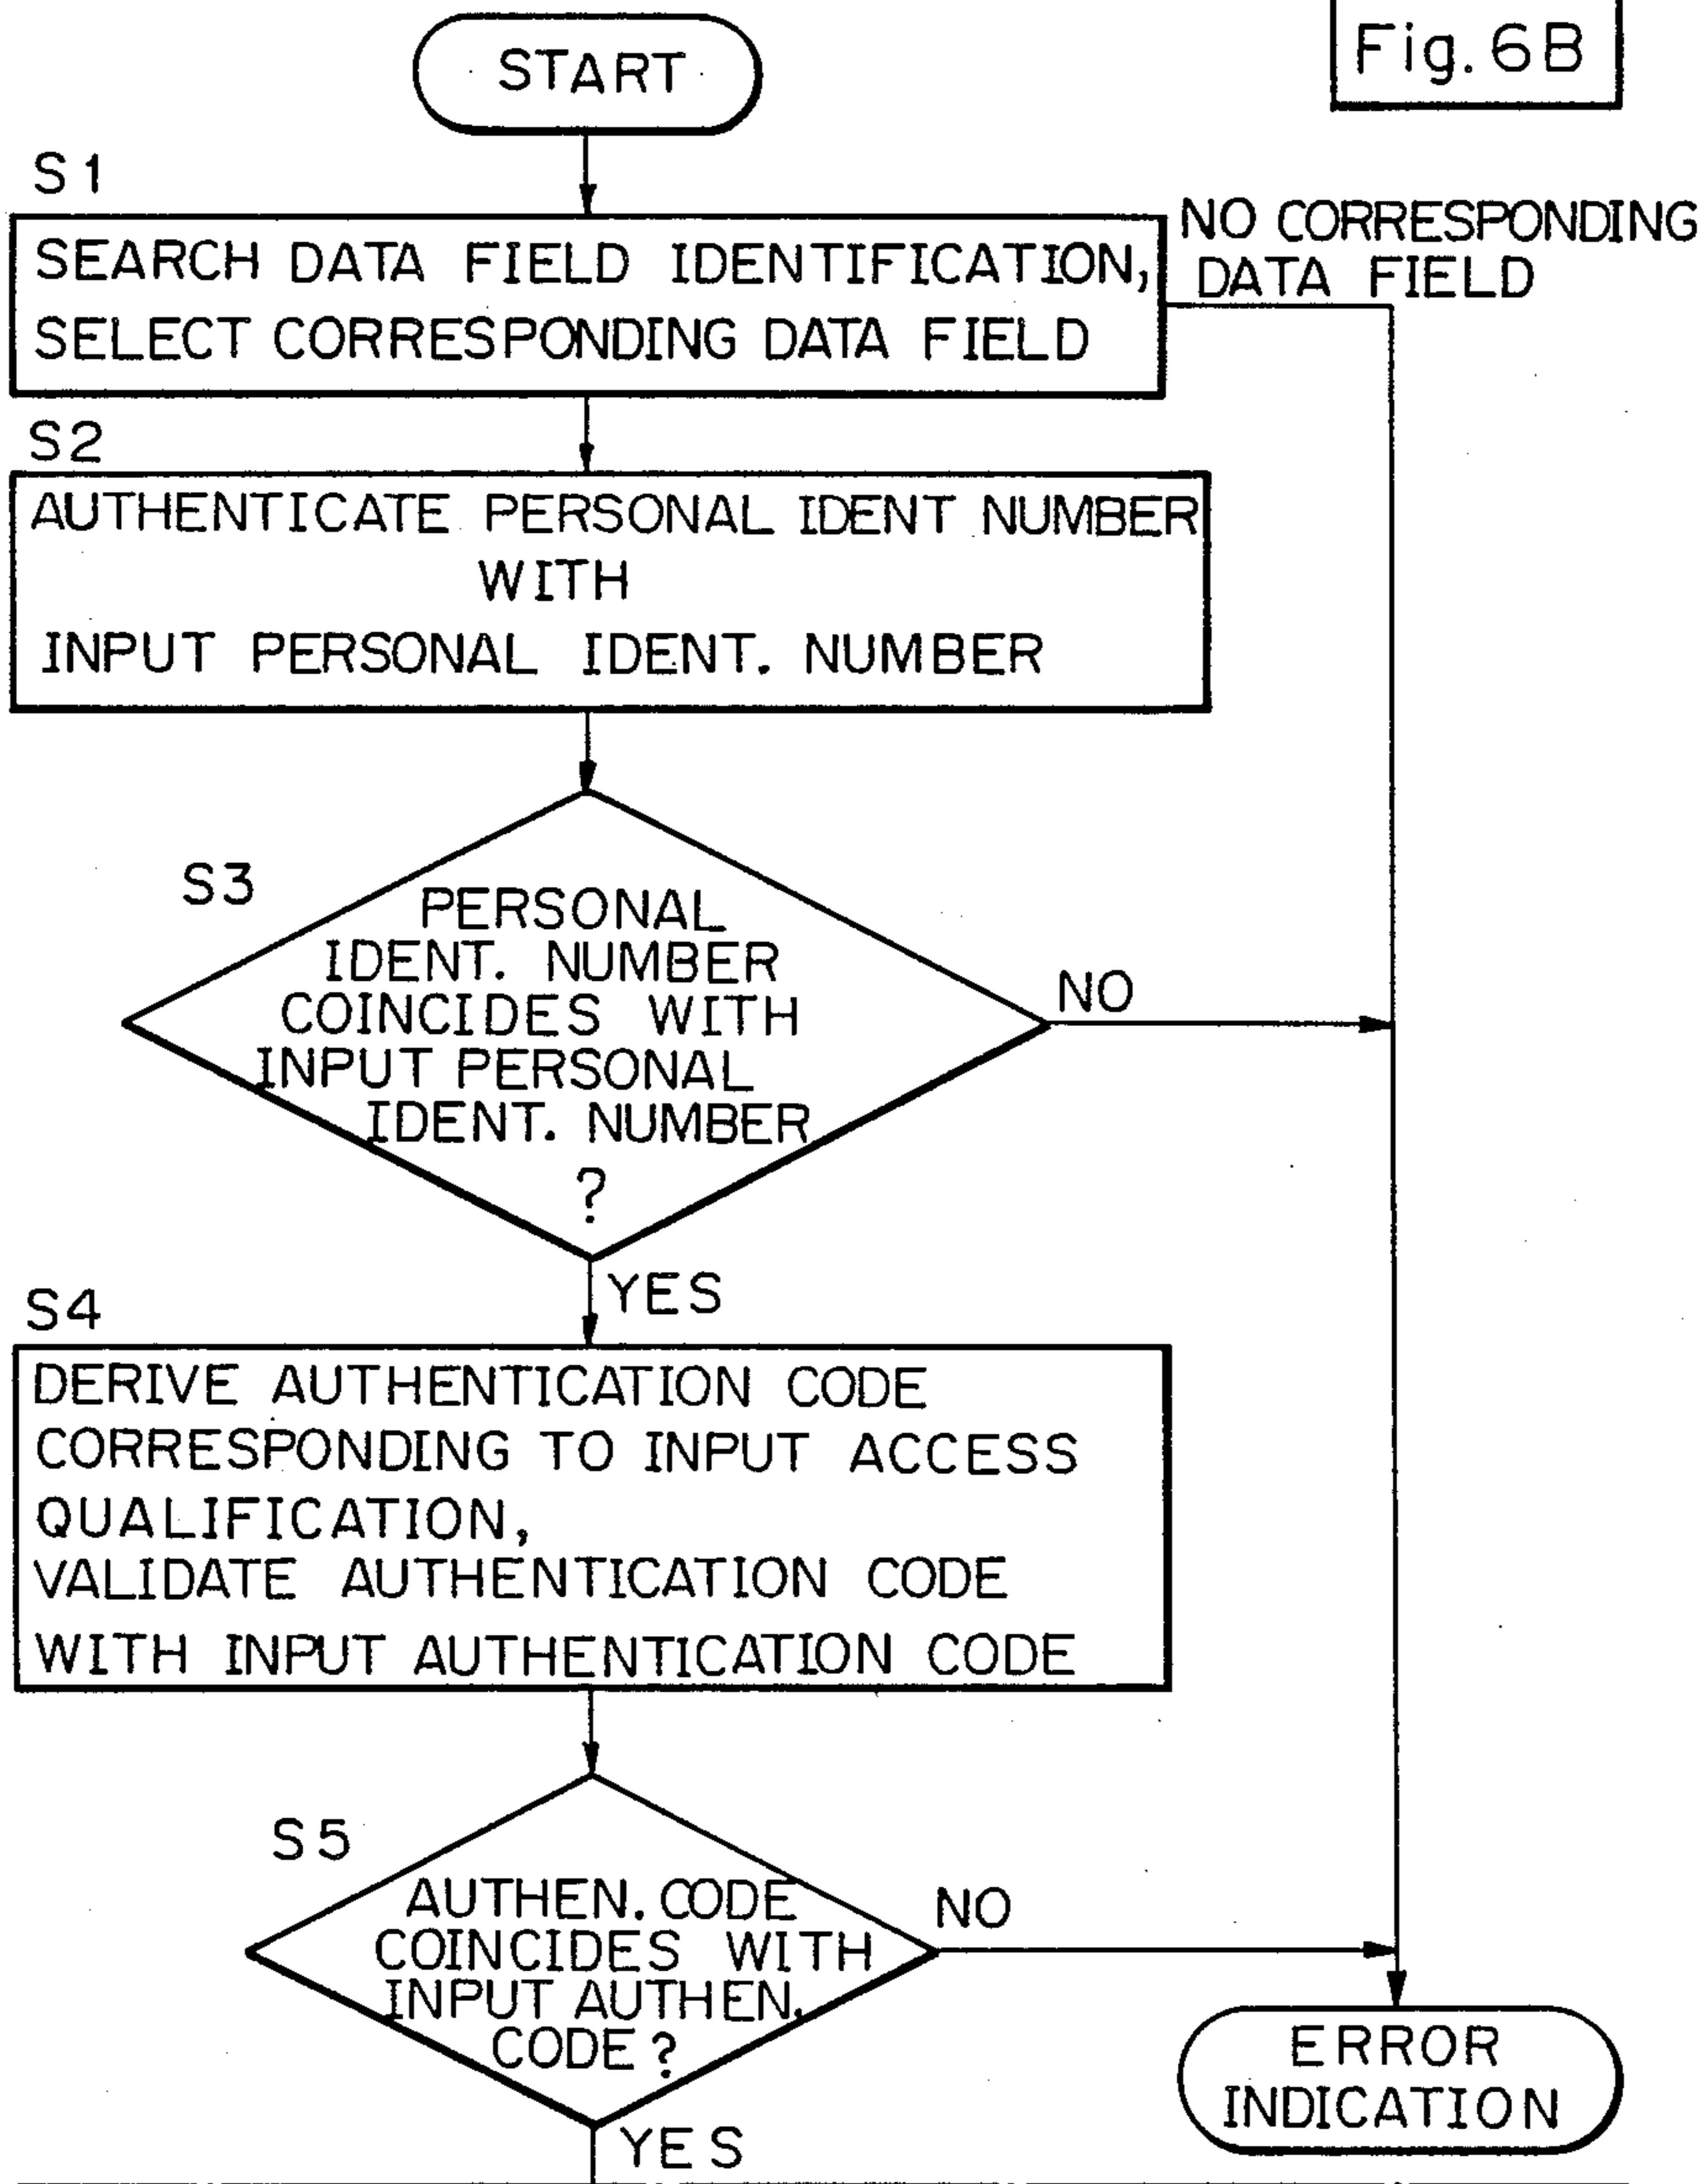 Fig. 6B
START
S1
SEARCH DATA FIELD IDENTIFICATION,
SELECT CORRESPONDING DATA FIELD
NO CORRESPONDING
DATA FIELD
S2
AUTHENTICATE PERSONAL IDENT NUMBER
WITH
INPUT PERSONAL IDENT. NUMBER
S3
PERSONAL
IDENT. NUMBER
COINCIDES WITH
INPUT PERSONAL
IDENT. NUMBER
?
NO
YES
S4
DERIVE AUTHENTICATION CODE
CORRESPONDING TO INPUT ACCESS
QUALIFICATION,
VALIDATE AUTHENTICATION CODE
WITH INPUT AUTHENTICATION CODE
S5
AUTHEN. CODE
COINCIDES WITH
INPUT AUTHEN.
CODE?
NO
YES
ERROR
INDICATION